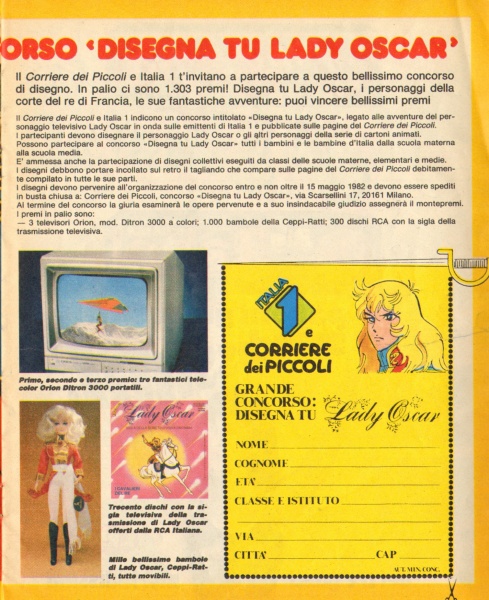 ORSO 'DISEGNA TU LADY OSCAR'
Il Corriere dei Piccoli e Italia 1 t'invitano a partecipare a questo bellissimo concorso
di disegno. In palio ci sono 1.303 premi! Disegna tu Lady Oscar, i personaggi della
corte del re di Francia, le sue fantastiche avventure: puoi vincere bellissimi premi
Il Corriere dei Piccoli e Italia 1 indicono un concorso intitolato «Disegna tu Lady Oscar», legato alle avventure del per-
sonaggio televisivo Lady Oscar in onda sulle emittenti di Italia 1 e pubblicate sulle pagine del Corriere dei Piccoli.
I partecipanti devono disegnare il personaggio Lady Oscar o gli altri personaggi della serie di cartoni animati.
Possono partecipare al concorso «Disegna tu Lady Oscar» tutti i bambini e le bambine d'Italia dalla scuola materna
alla scuola media.
E' ammessa anche la partecipazione di disegni collettivi eseguiti da classi delle scuole materne, elementari e medie.
I disegni debbono portare incollato sul retro il tagliando che compare sulle pagine del Corriere dei Piccoli debitamen-
te compilato in tutte le sue parti.
I disegni devono pervenire all'organizzazione del concorso entro e non oltre il 15 maggio 1982 e devono essere spediti
in busta chiusa a: Corriere dei Piccoli, concorso «Disegna tu Lady Oscar», via Scarsellini 17, 20161 Milano.
Al termine del concorso la giuria esaminerà le opere pervenute e a suo insindacabile giudizio assegnerà il montepremi.
I premi in palio sono:
— 3 televisori Orion, mod. Ditron 3000 a colori; 1.000 bambole della Ceppi-Ratti; 300 dischi RCA con la sigla della
trasmissione televisiva.
Primo, secondo e terzo premio: tre fantastici tele-
color Orion Ditron 3000 portatili.
Lady Oscar
Trecento dischi con la si-
gla televisiva della tra-
smissione di Lady Oscar
offerti dalla RCA Italiana.
Mille bellissime bambole
di Lady Oscar, Ceppi-Rat-
ti, tutte movibili.
ITALIA
1
e
CORRIERE
dei PICCOLI
GRANDE
CONCORSO:
DISEGNA TU Lady Oscar
NOME
COGNOME
ETA'
CLASSE E ISTITUTO
VIA
CITTA' CAP
AUT. MIN. CONC.